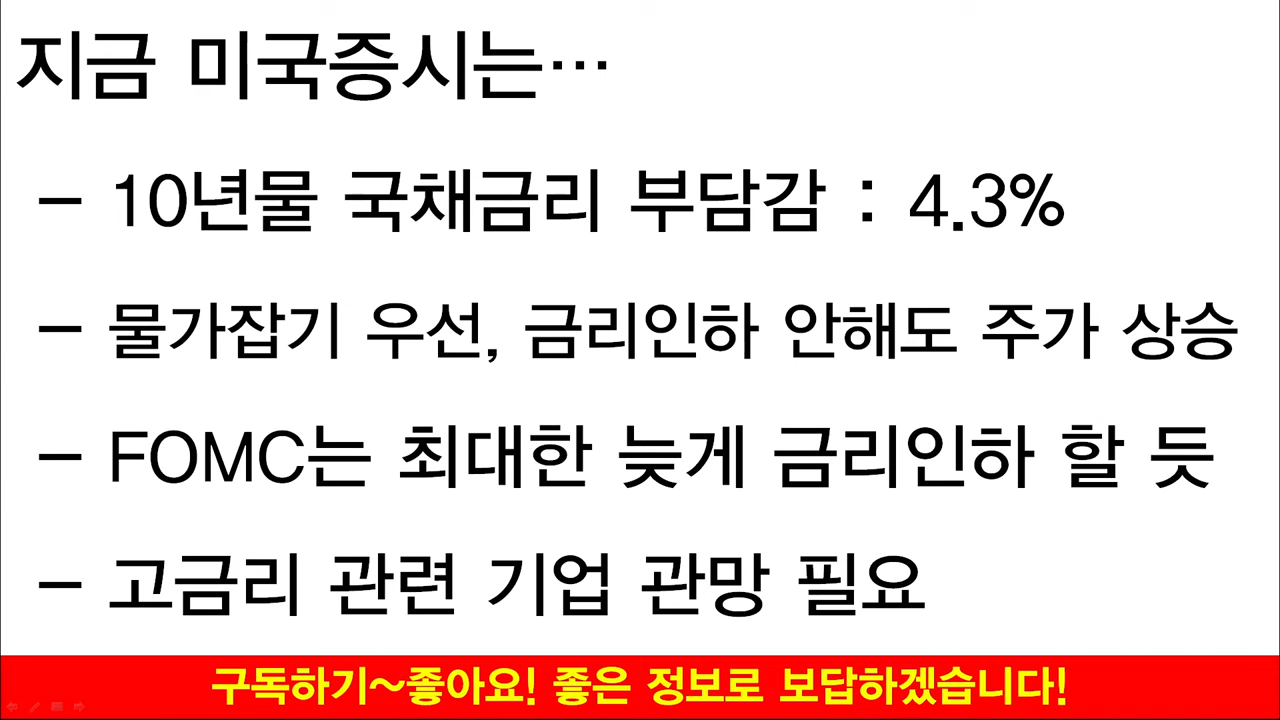 지금 미국증시는…
– 10년물 국채금리 부담감 : 4.3%
– 물가잡기 우선, 금리인하 안해도 주가 상승
– FOMC는 최대한 늦게 금리인하 할 듯
– 고금리 관련 기업 관망 필요
구독하기~좋아요! 좋은 정보로 보답하겠습니다!